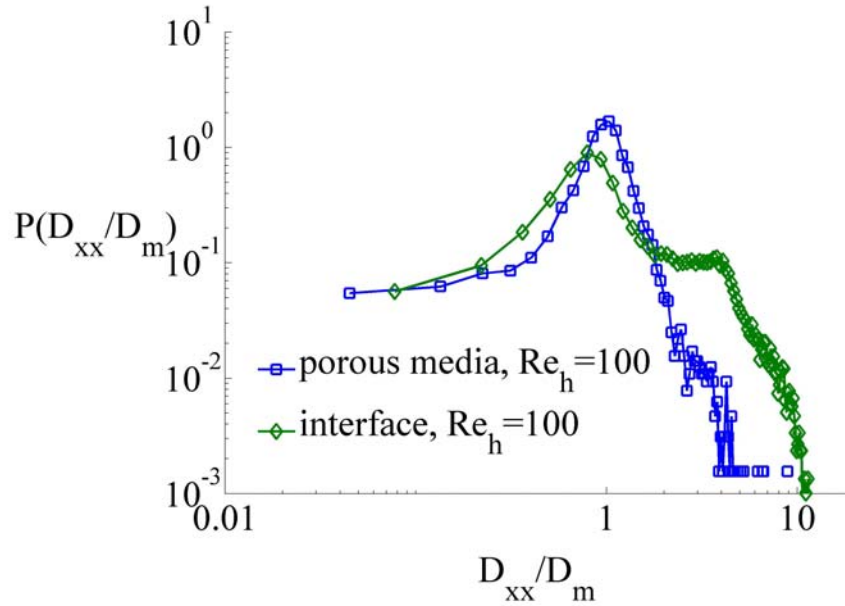 10^1
10^0
P(D_xx/D_m)
10^-1
10^-2
porous media, Re_h=100
interface, Re_h=100
10^-3
0.01
1
10
D_xx/D_m